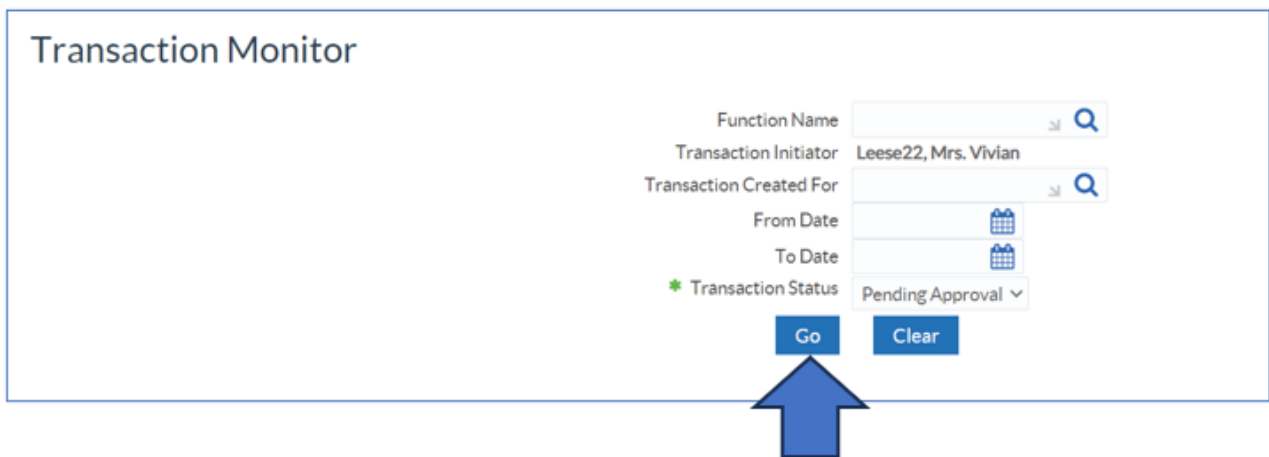 Transaction Monitor
Function Name
Transaction Initiator Leese22, Mrs. Vivian
Transaction Created For
From Date
To Date
* Transaction Status Pending Approval
Go Clear